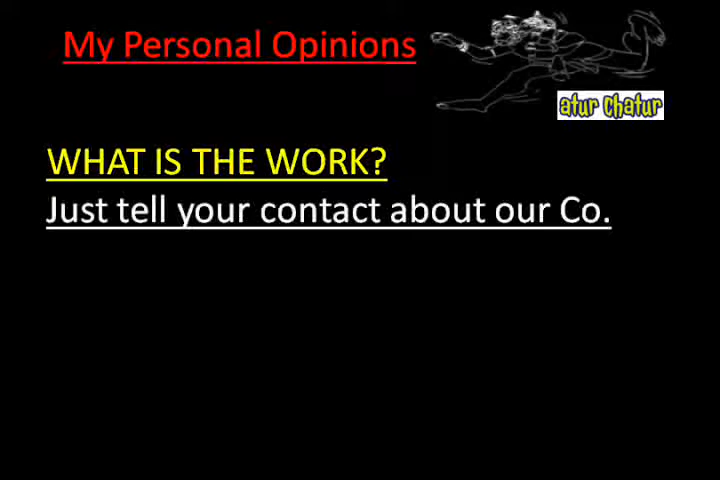 My Personal Opinions
atur chatur
WHAT IS THE WORK?
Just tell your contact about our Co.